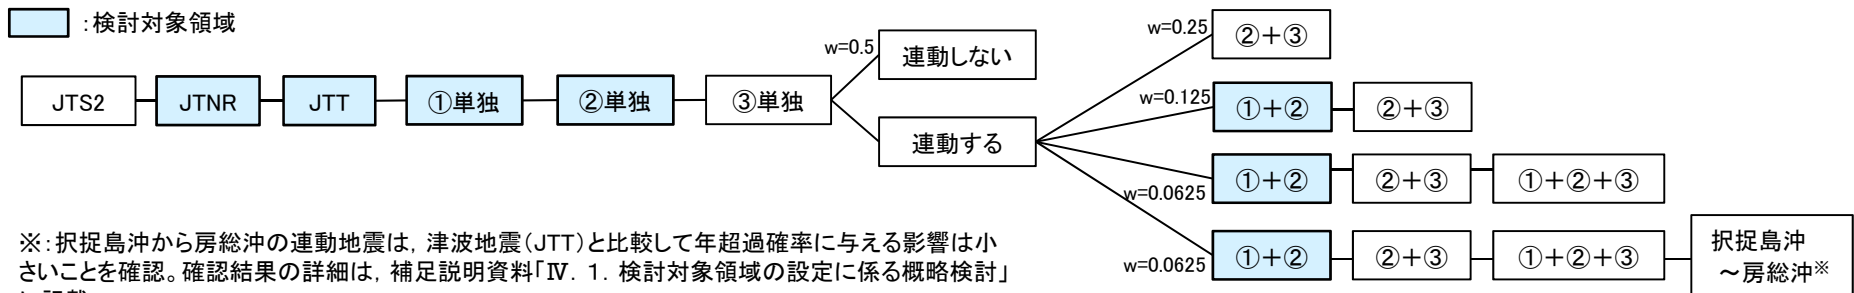 :検討対象領域
JTS2
JTNR
JTT
①単独
②単独
③単独
w=0.5
連動しない
連動する
w=0.25
②+③
w=0.125
①+②
②+③
w=0.0625
①+②
②+③
①+②+③
w=0.0625
①+②
②+③
①+②+③
択捉島沖
~房総沖※
※:択捉島沖から房総沖の連動地震は,津波地震(JTT)と比較して年超過確率に与える影響は小
さいことを確認。確認結果の詳細は,補足説明資料「Ⅳ.1.検討対象領域の設定に係る概略検討」